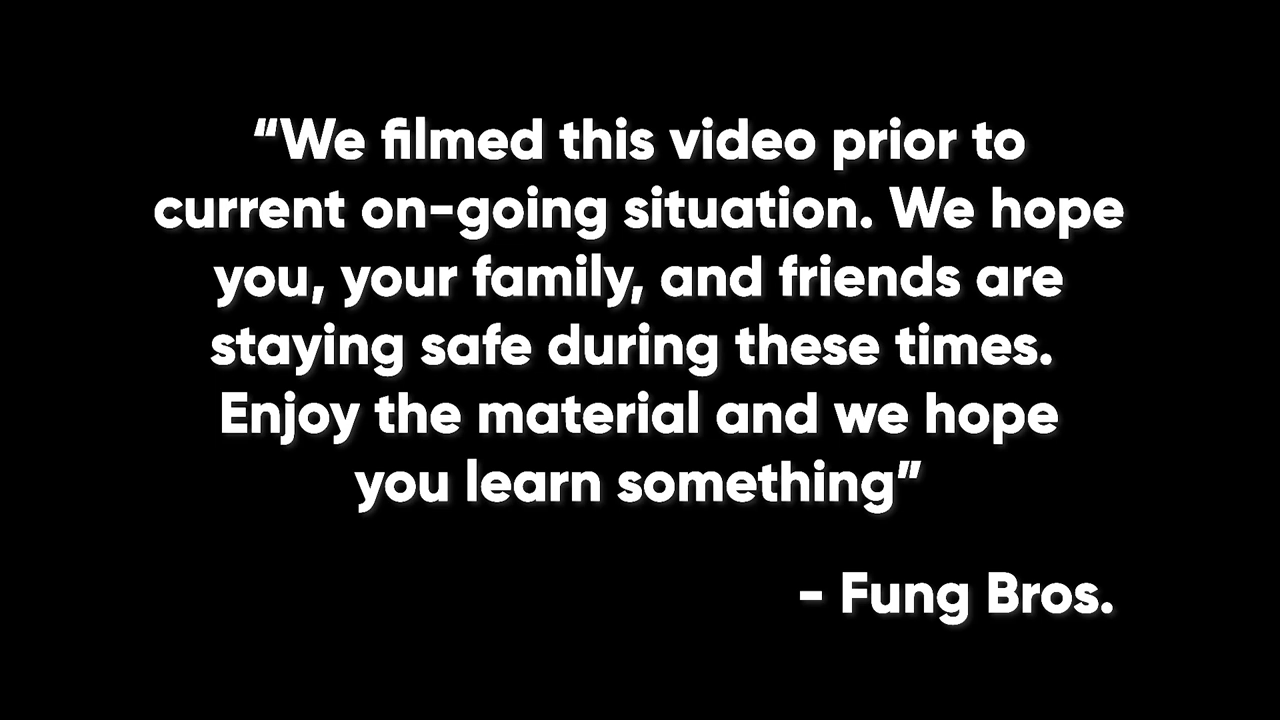 “We filmed this video prior to
current on-going situation. We hope
you, your family, and friends are
staying safe during these times.
Enjoy the material and we hope
you learn something”
- Fung Bros.